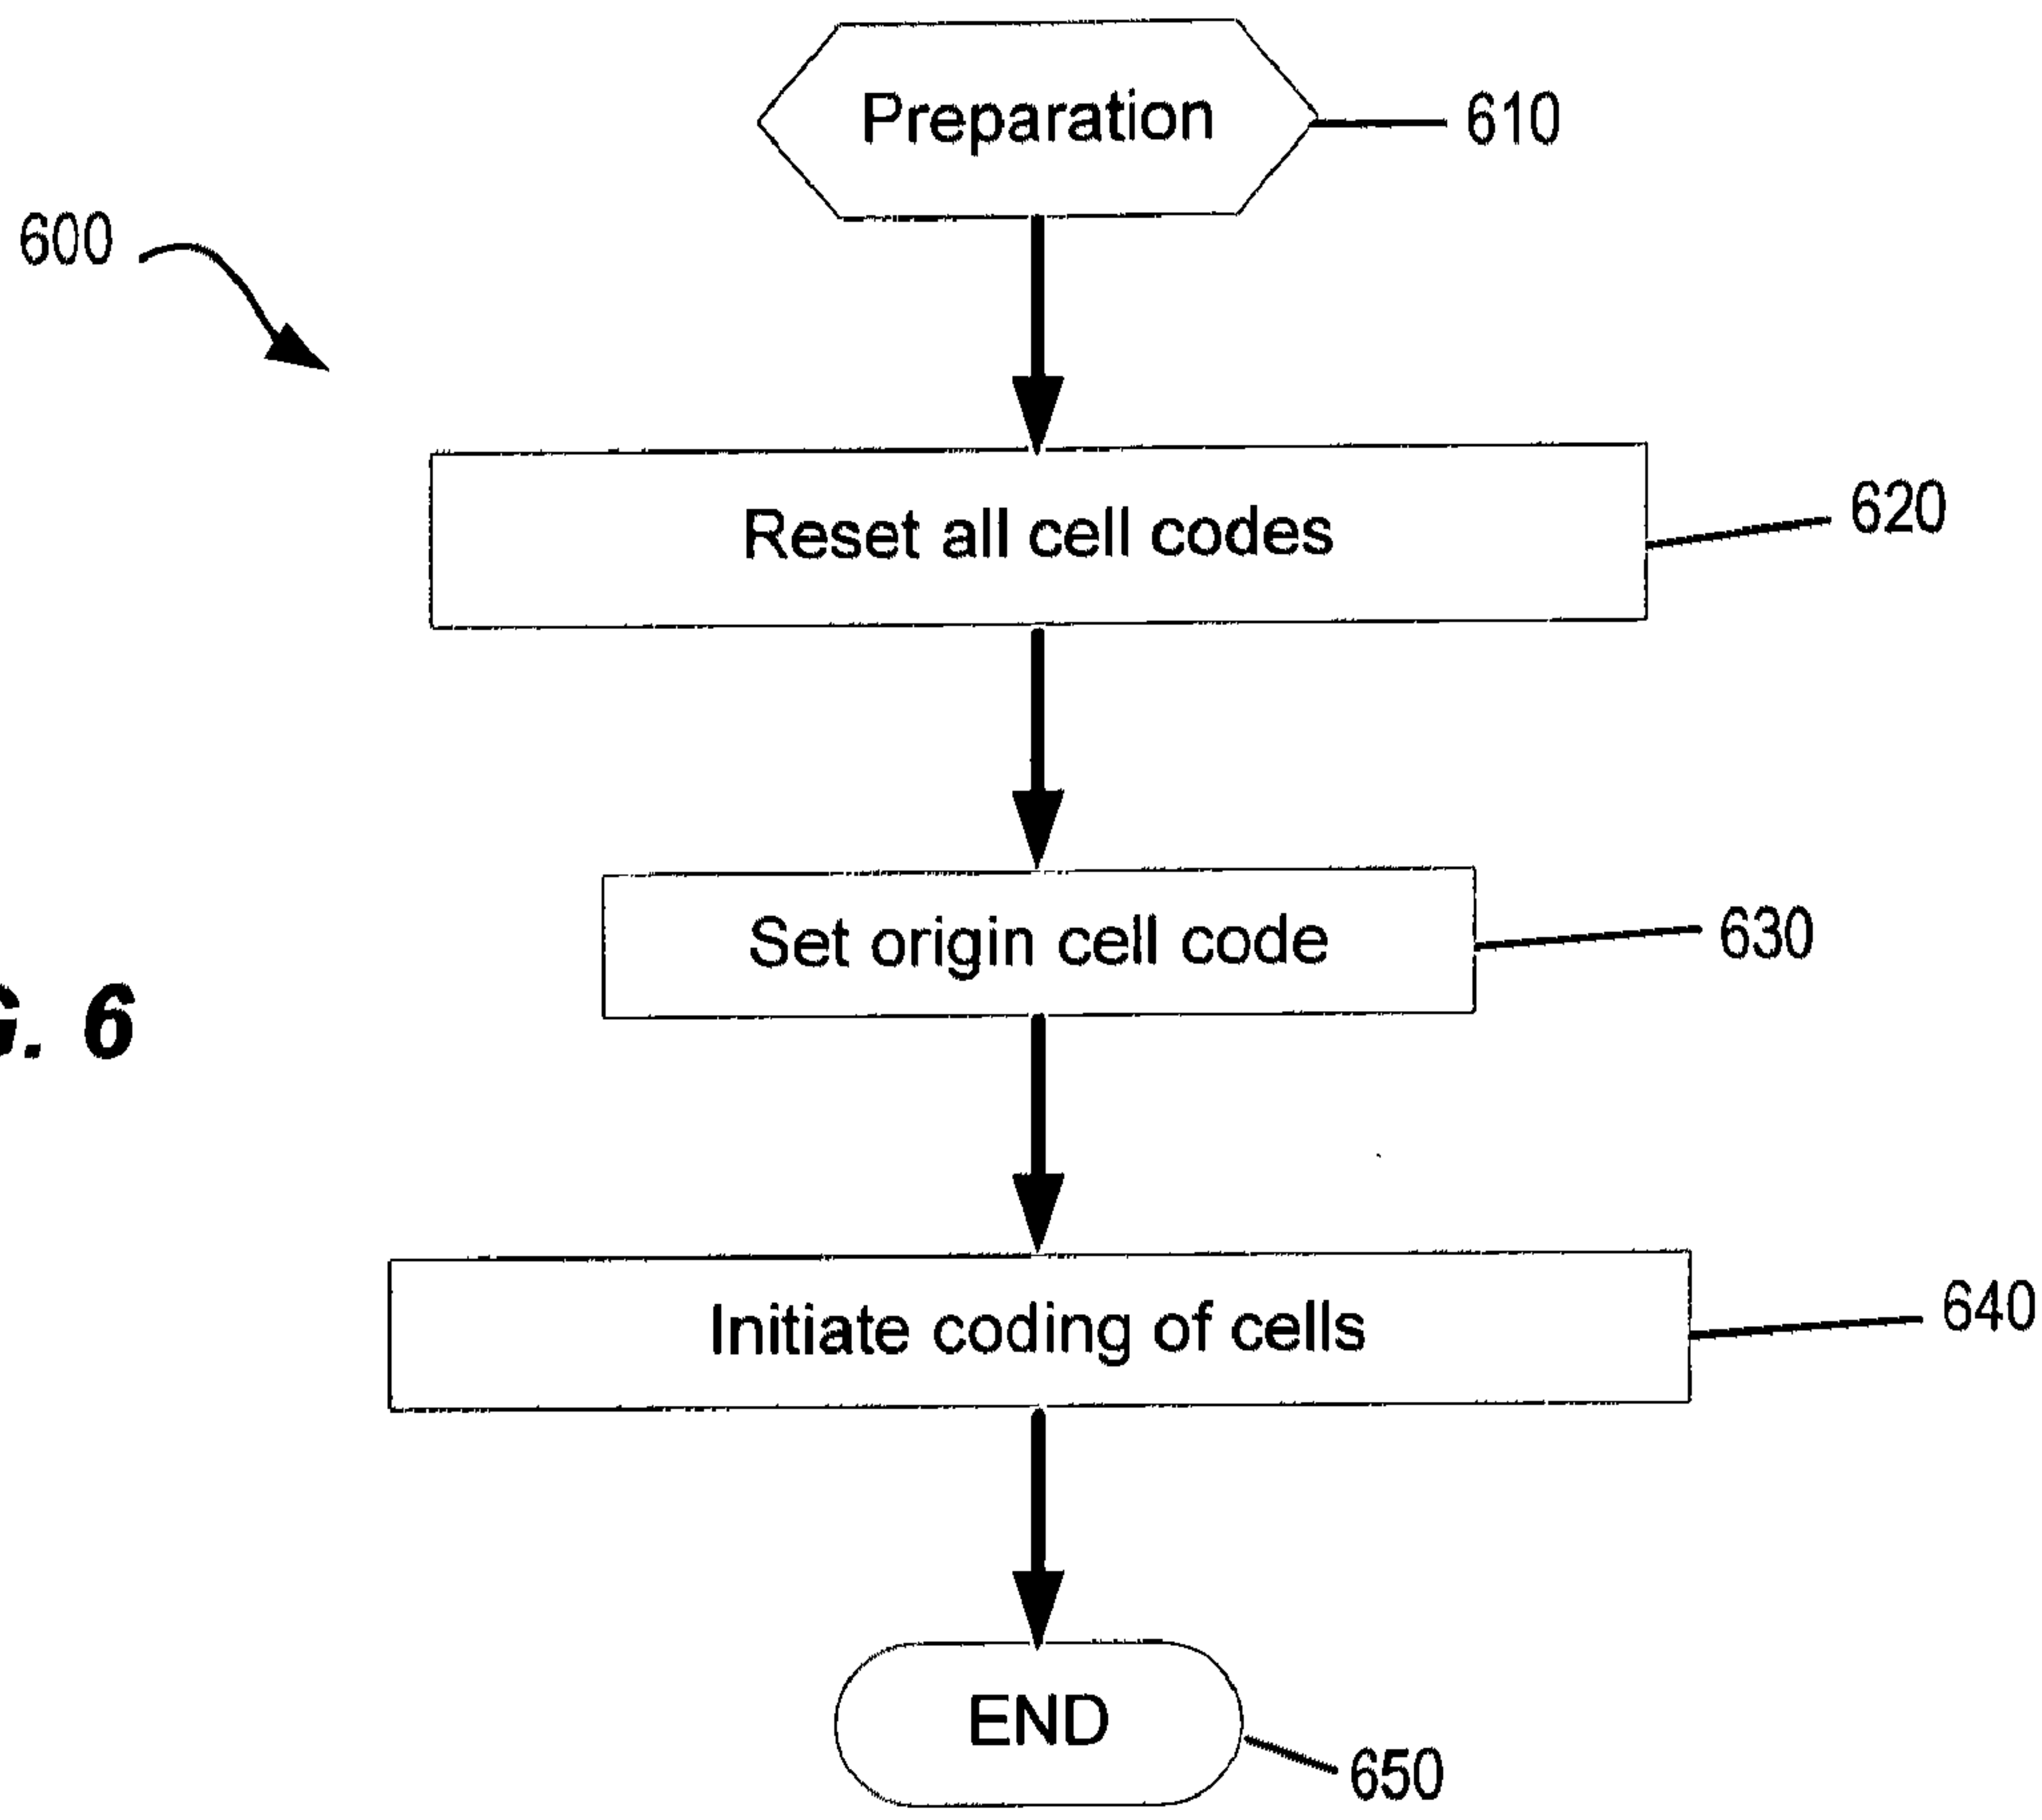 Preparation
610
600
Reset all cell codes
620
Set origin cell code
630
. 6
Initiate coding of cells
640
END
650